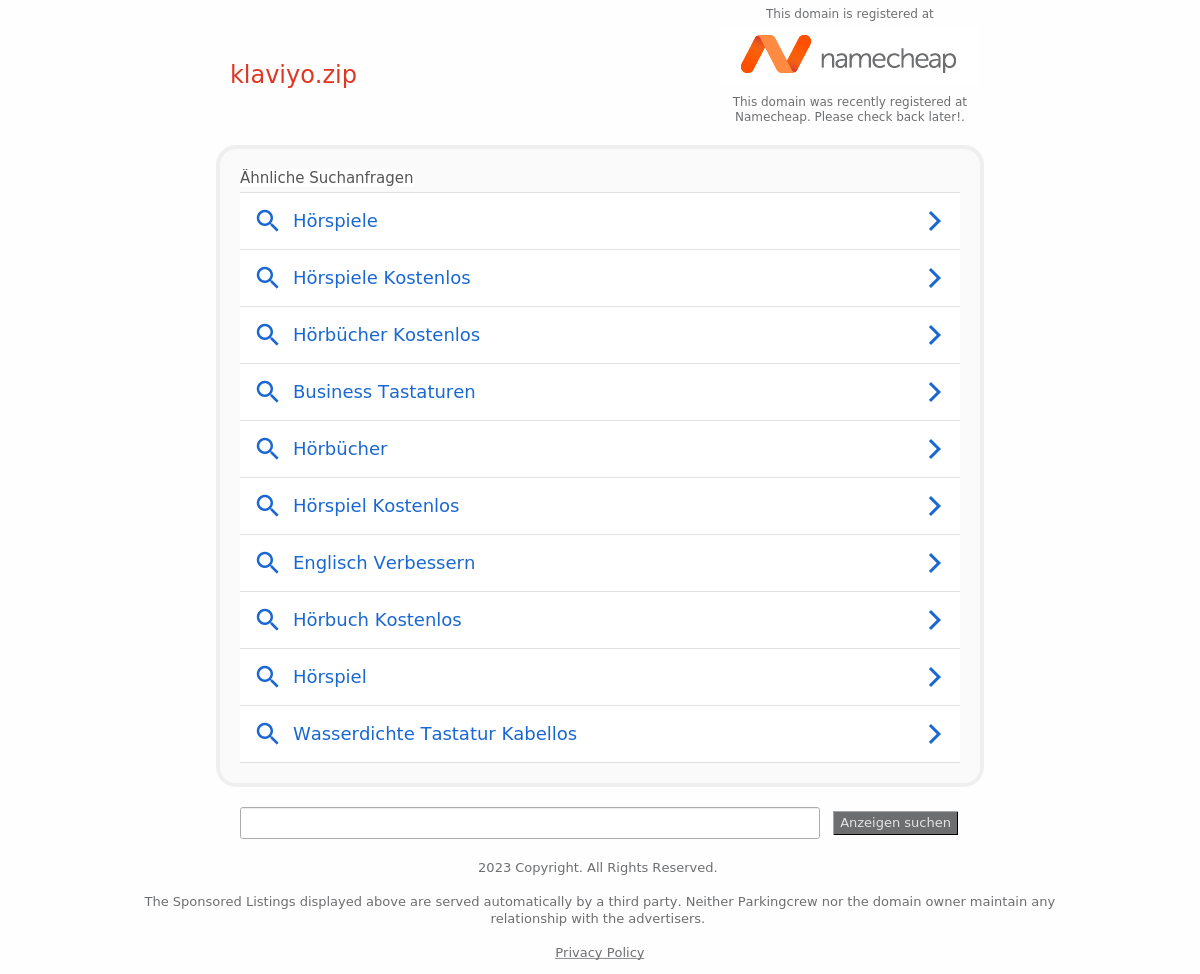 This domain is registered at
namecheap
klaviyo.zip
This domain was recently registered at
Namecheap. Please check back later!.
Ähnliche Suchanfragen
Hörspiele
Hörspiele Kostenlos
Hörbücher Kostenlos
Business Tastaturen
Hörbücher
Hörspiel Kostenlos
Englisch Verbessern
Hörbuch Kostenlos
Hörspiel
Wasserdichte Tastatur Kabellos
Anzeigen suchen
2023 Copyright. All Rights Reserved.
The Sponsored Listings displayed above are served automatically by a third party. Neither Parkingcrew nor the domain owner maintain any
relationship with the advertisers.
Privacy Policy